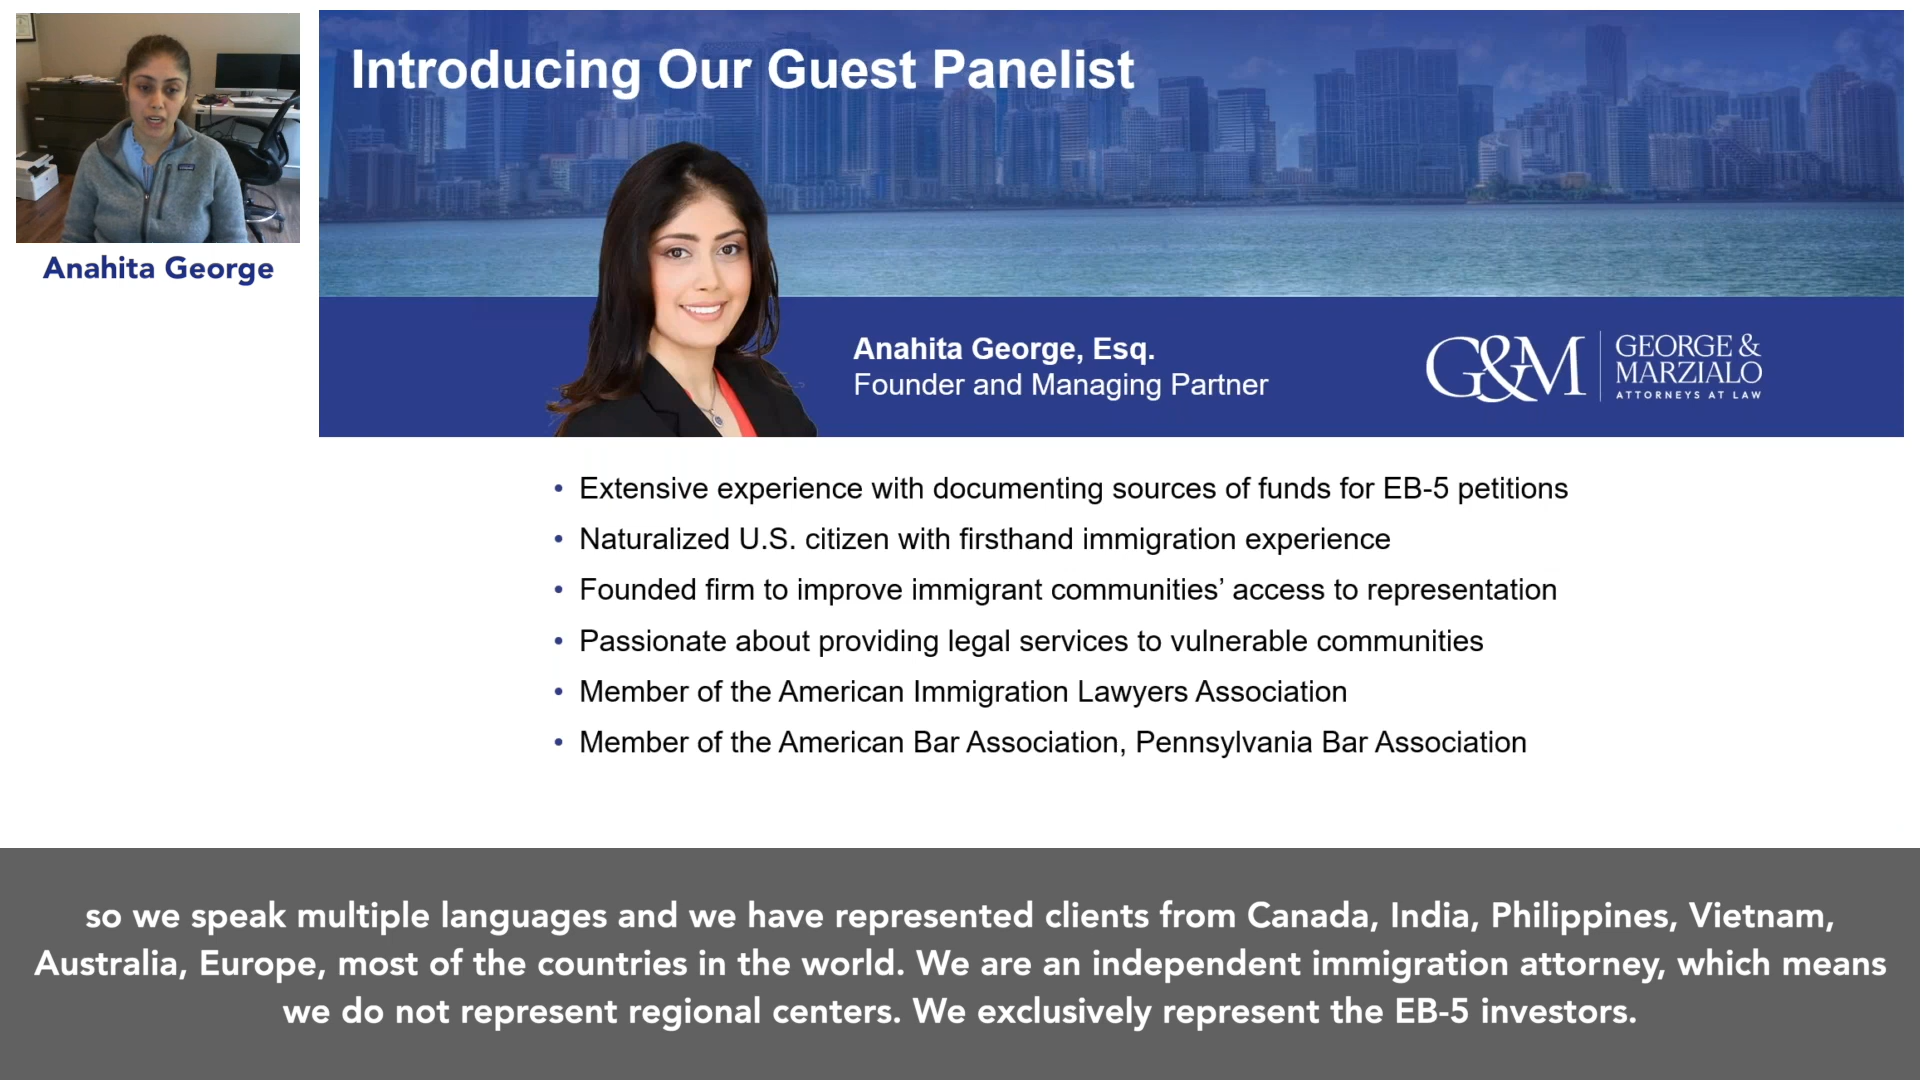 Introducing Our Guest Panelist
Anahita George
Anahita George, Esq.
Founder and Managing Partner
G&M
GEORGE &
MARZIALO
ATTORNEYS AT LAW
• Extensive experience with documenting sources of funds for EB-5 petitions
• Naturalized U.S. citizen with firsthand immigration experience
• Founded firm to improve immigrant communities’ access to representation
• Passionate about providing legal services to vulnerable communities
• Member of the American Immigration Lawyers Association
• Member of the American Bar Association, Pennsylvania Bar Association
so we speak multiple languages and we have represented clients from Canada, India, Philippines, Vietnam,
Australia, Europe, most of the countries in the world. We are an independent immigration attorney, which means
we do not represent regional centers. We exclusively represent the EB-5 investors.